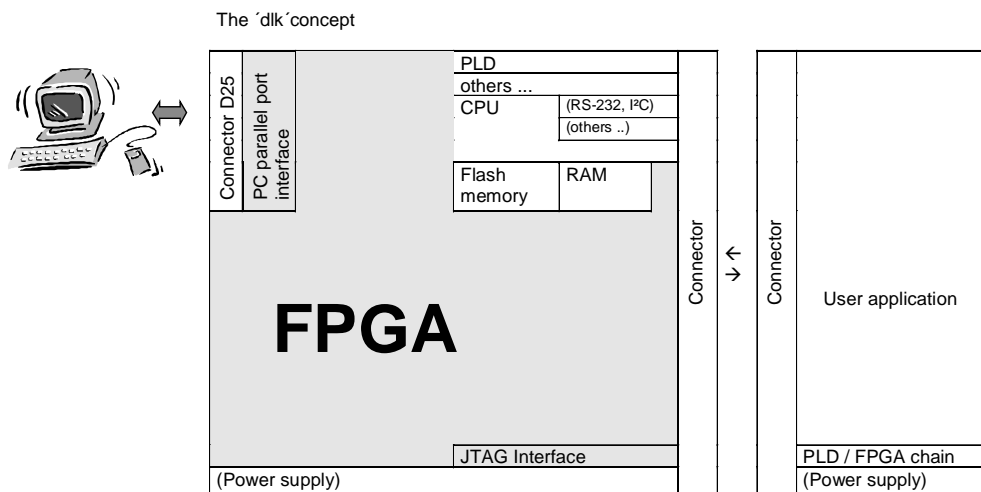 The ´dlk´concept
Connector D25
PC parallel port
interface
PLD
others ...
CPU
(RS-232, I²C)
(others ..)
Flash
memory
RAM
FPGA
Connector
Connector
User application
JTAG Interface
PLD / FPGA chain
(Power supply)
(Power supply)